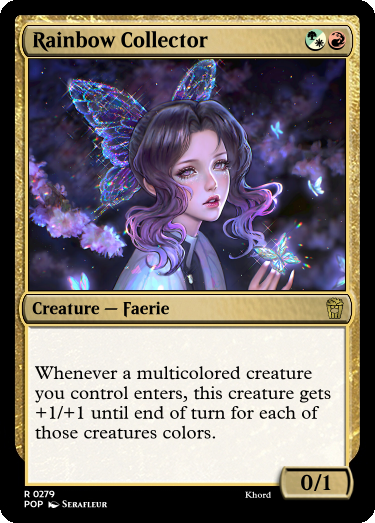 Rainbow Collector
Creature — Faerie
Whenever a multicolored creature
you control enters, this creature gets
+1/+1 until end of turn for each of
those creatures colors.
0/1
R 0279
POP Serafleur
Khord